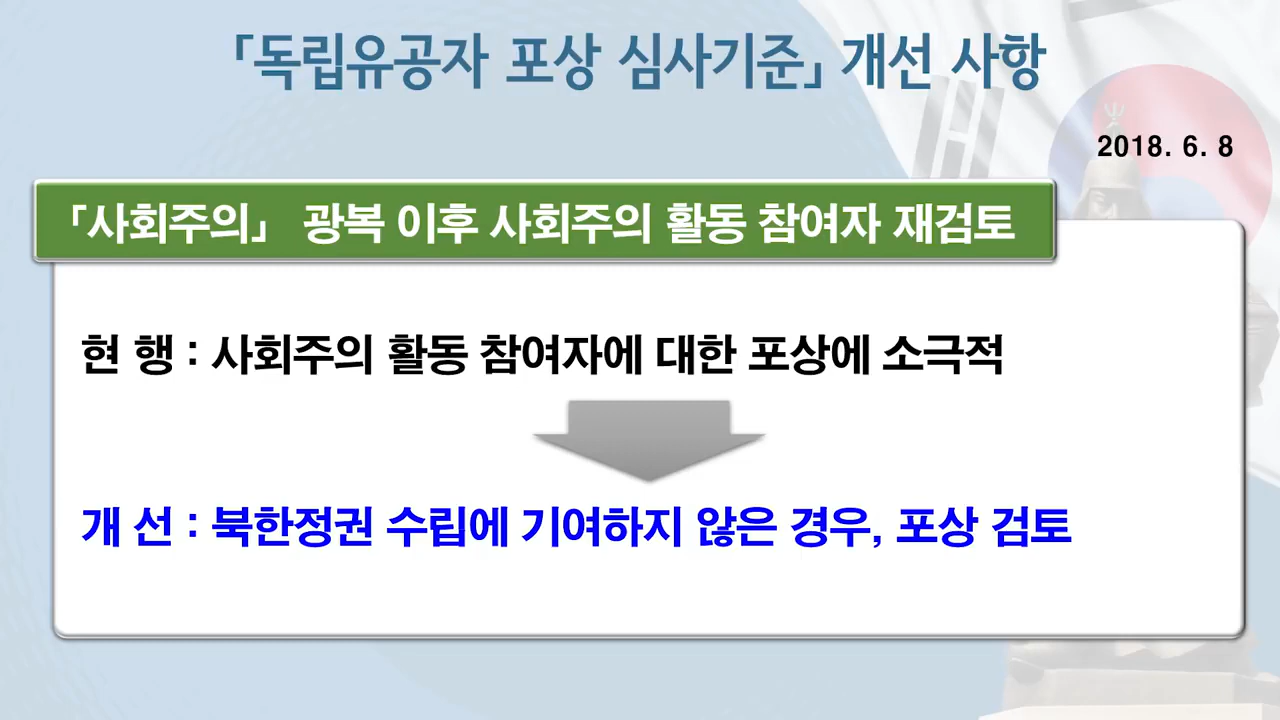 「독립유공자 포상 심사기준」 개선 사항
2018. 6. 8
「사회주의」 광복 이후 사회주의 활동 참여자 재검토
현 행 : 사회주의 활동 참여자에 대한 포상에 소극적
개 선 : 북한정권 수립에 기여하지 않은 경우, 포상 검토